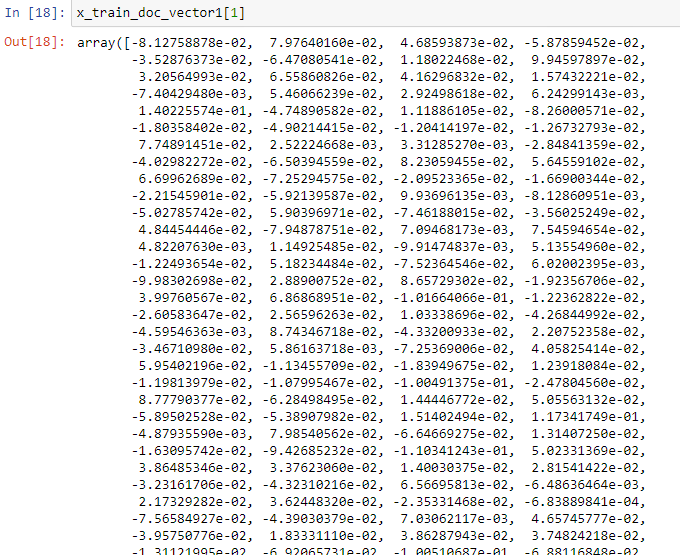 In [18]: x_train_doc_vector1[1]
Out[18]: array([-8.12758878e-02,  7.97640160e-02,  4.68593873e-02, -5.87859452e-02,
-3.52876373e-02, -6.47080541e-02,  1.18022468e-02,  9.94597897e-02,
3.20564993e-02,  6.55860826e-02,  4.16296832e-02,  1.57432221e-02,
-7.40429480e-03,  5.46066239e-02,  2.92498618e-02,  6.24299143e-03,
1.40225574e-01, -4.74890582e-02,  1.11886105e-02, -8.26000571e-02,
-1.80358402e-02, -4.90214415e-02, -1.20414197e-02, -1.26732793e-02,
7.74891451e-02,  2.52224668e-03,  3.31285270e-03, -2.84841359e-02,
-4.02982272e-02, -6.50394559e-02,  8.23059455e-02,  5.64559102e-02,
6.69962689e-02, -7.25294575e-02, -2.09523365e-02, -1.66900344e-02,
-2.21545901e-02, -5.92139587e-02,  9.93696135e-03, -8.12860951e-03,
-5.02785742e-02,  5.90396971e-02, -7.46188015e-02, -3.56025249e-02,
4.84454446e-02, -7.94878751e-02,  7.09468173e-03,  7.54594654e-02,
4.82207630e-03,  1.14925485e-02, -9.91474837e-03,  5.13554960e-02,
-1.22493654e-02,  5.18234484e-02, -7.52364546e-02,  6.02002395e-03,
-9.98302698e-02,  2.88900752e-02,  8.65729302e-02, -1.92356706e-02,
3.99760567e-02,  6.86868951e-02, -1.01664066e-01, -1.22362822e-02,
-2.60583647e-02,  2.56596263e-02,  1.03338696e-02, -4.26844992e-02,
-4.59546363e-03,  8.74346718e-02, -4.33200933e-02,  2.20752358e-02,
-3.46710980e-02,  5.86163718e-03, -7.25369006e-02,  4.05825414e-02,
5.95402196e-02, -1.13455709e-02, -1.83949675e-02,  1.23918084e-02,
-1.19813979e-02, -1.07995467e-02, -1.00491375e-01, -2.47804560e-02,
8.77790377e-02, -6.28498495e-02,  1.44446772e-02,  5.05563132e-02,
-5.89502528e-02, -5.38907982e-02,  1.51402494e-02,  1.17341749e-01,
-4.87935590e-03,  7.98540562e-02, -6.64669275e-02,  1.31407250e-02,
-1.63095742e-02, -9.42685232e-02, -1.10341243e-01,  5.02331369e-02,
3.86485346e-02,  3.37623060e-02,  1.40030375e-02,  2.81541422e-02,
-3.23161706e-02, -4.32310216e-02,  6.56695813e-02, -6.48636464e-03,
2.17329282e-02,  3.62448320e-02, -2.35331468e-02, -6.83889841e-04,
-7.56584927e-02, -4.39030379e-02,  7.03062117e-03,  4.65745777e-02,
-3.95750776e-02,  1.83331110e-02,  3.86287943e-02,  3.74824218e-02,
-1.31121995e-02, -6.92065731e-02, -1.00510687e-01, -6.88116848e-02,